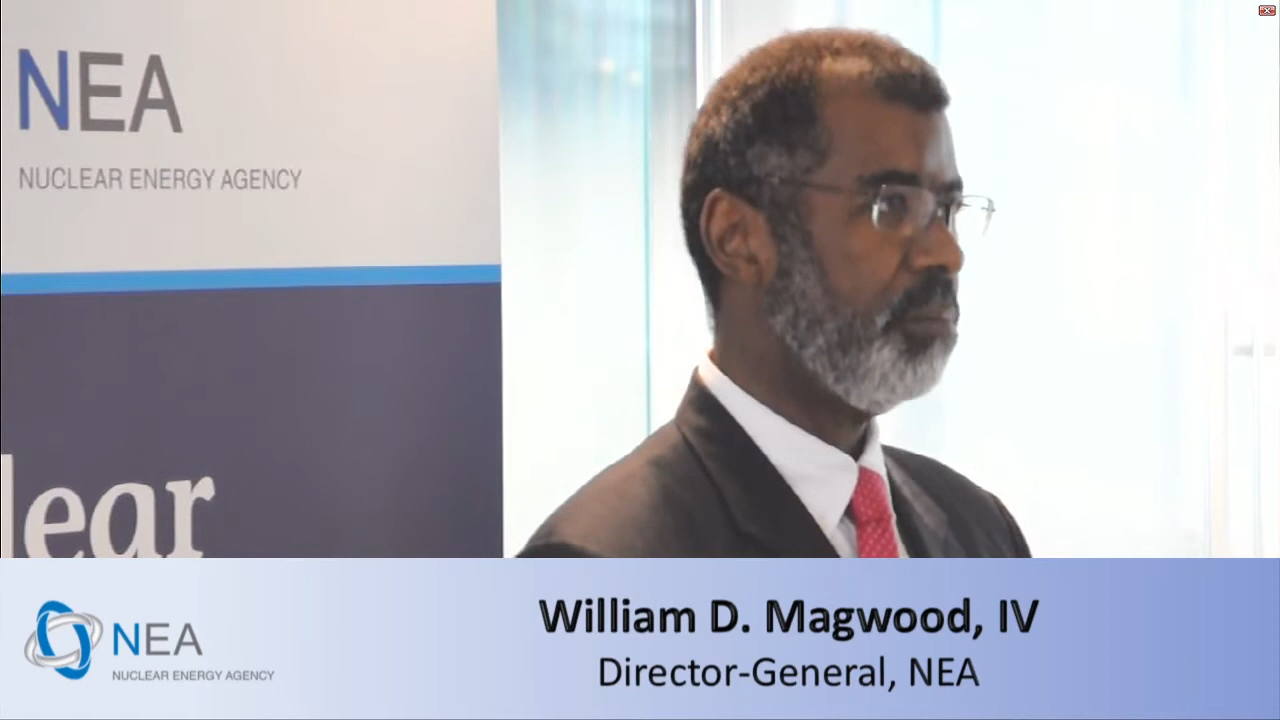 NEA
NUCLEAR ENERGY AGENCY
lear
NEA
NUCLEAR ENERGY AGENCY
William D. Magwood, IV
Director-General, NEA